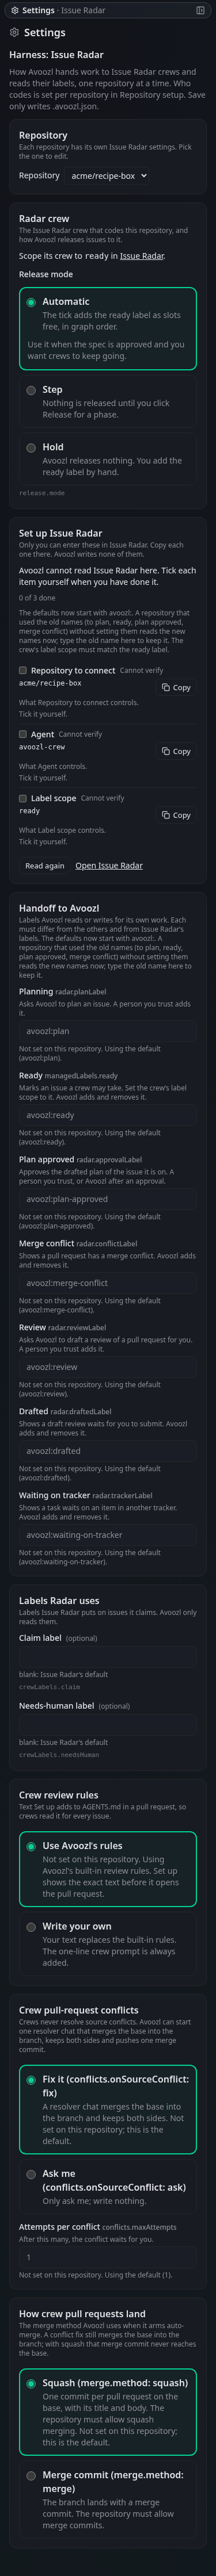 Settings · Issue Radar
Settings
Harness: Issue Radar
How Avoozl hands work to Issue Radar crews and
reads their labels, one repository at a time. Who
codes is set per repository in Repository setup. Save
only writes .avoozl.json.
Repository
Each repository has its own Issue Radar settings. Pick
the one to edit.
Repository acme/recipe-box
Radar crew
The Issue Radar crew that codes this repository, and
how Avoozl releases issues to it.
Scope its crew to ready in Issue Radar.
Release mode
Automatic
The tick adds the ready label as slots
free, in graph order.
Use it when the spec is approved and you
want crews to keep going.
Step
Nothing is released until you click
Release for a phase.
Hold
Avoozl releases nothing. You add the
ready label by hand.
release.mode
Set up Issue Radar
Only you can enter these in Issue Radar. Copy each
one there. Avoozl writes none of them.
Avoozl cannot read Issue Radar here. Tick each
item yourself when you have done it.
0 of 3 done
The defaults now start with avoozl:. A repository that
used the old names (to plan, ready, plan approved,
merge conflict) without setting them reads the new
names now; type the old name here to keep it. The
crew's label scope must match the ready label.
Repository to connect Cannot verify
acme/recipe-box
Copy
What Repository to connect controls.
Tick it yourself.
Agent Cannot verify
avoozl-crew
Copy
What Agent controls.
Tick it yourself.
Label scope Cannot verify
ready
Copy
What Label scope controls.
Tick it yourself.
Read again Open Issue Radar
Handoff to Avoozl
Labels Avoozl reads or writes for its own work. Each
must differ from the others and from Issue Radar's
labels. The defaults now start with avoozl:. A
repository that used the old names (to plan, ready,
plan approved, merge conflict) without setting them
reads the new names now; type the old name here to
keep it.
Planning radar.planLabel
Asks Avoozl to plan an issue. A person you trust adds
it.
avoozl:plan
Not set on this repository. Using the default
(avoozl:plan).
Ready managedLabels.ready
Marks an issue a crew may take. Set the crew's label
scope to it. Avoozl adds and removes it.
avoozl:ready
Not set on this repository. Using the default
(avoozl:ready).
Plan approved radar.approvalLabel
Approves the drafted plan of the issue it is on. A
person you trust, or Avoozl after an approval.
avoozl:plan-approved
Not set on this repository. Using the default
(avoozl:plan-approved).
Merge conflict radar.conflictLabel
Shows a pull request has a merge conflict. Avoozl adds
and removes it.
avoozl:merge-conflict
Not set on this repository. Using the default
(avoozl:merge-conflict).
Review radar.reviewLabel
Asks Avoozl to draft a review of a pull request for you.
A person you trust adds it.
avoozl:review
Not set on this repository. Using the default
(avoozl:review).
Drafted radar.draftedLabel
Shows a draft review waits for you to submit. Avoozl
adds and removes it.
avoozl:drafted
Not set on this repository. Using the default
(avoozl:drafted).
Waiting on tracker radar.trackerLabel
Shows a task waits on an item in another tracker.
Avoozl adds and removes it.
avoozl:waiting-on-tracker
Not set on this repository. Using the default
(avoozl:waiting-on-tracker).
Labels Radar uses
Labels Issue Radar puts on issues it claims. Avoozl only
reads them.
Claim label (optional)
blank: Issue Radar's default
crewLabels.claim
Needs-human label (optional)
blank: Issue Radar's default
crewLabels.needsHuman
Crew review rules
Text Set up adds to AGENTS.md in a pull request, so
crews read it for every issue.
Use Avoozl's rules
Not set on this repository. Using
Avoozl's built-in review rules. Set up
shows the exact text before it opens
the pull request.
Write your own
Your text replaces the built-in rules.
The one-line crew prompt is always
added.
Crew pull-request conflicts
Crews never resolve source conflicts. Avoozl can start
one resolver chat that merges the base into the
branch, keeps both sides and pushes one merge
commit.
Fix it (conflicts.onSourceConflict:
fix)
A resolver chat merges the base into
the branch and keeps both sides. Not
set on this repository; this is the
default.
Ask me
(conflicts.onSourceConflict: ask)
Only ask me; write nothing.
Attempts per conflict conflicts.maxAttempts
After this many, the conflict waits for you.
1
Not set on this repository. Using the default (1).
How crew pull requests land
The merge method Avoozl uses when it arms auto-
merge. A conflict fix still merges the base into the
branch; with squash that merge commit never reaches
the base.
Squash (merge.method: squash)
One commit per pull request on the
base, with its title and body. The
repository must allow squash
merging. Not set on this repository;
this is the default.
Merge commit (merge.method:
merge)
The branch lands with a merge
commit. The repository must allow
merge commits.